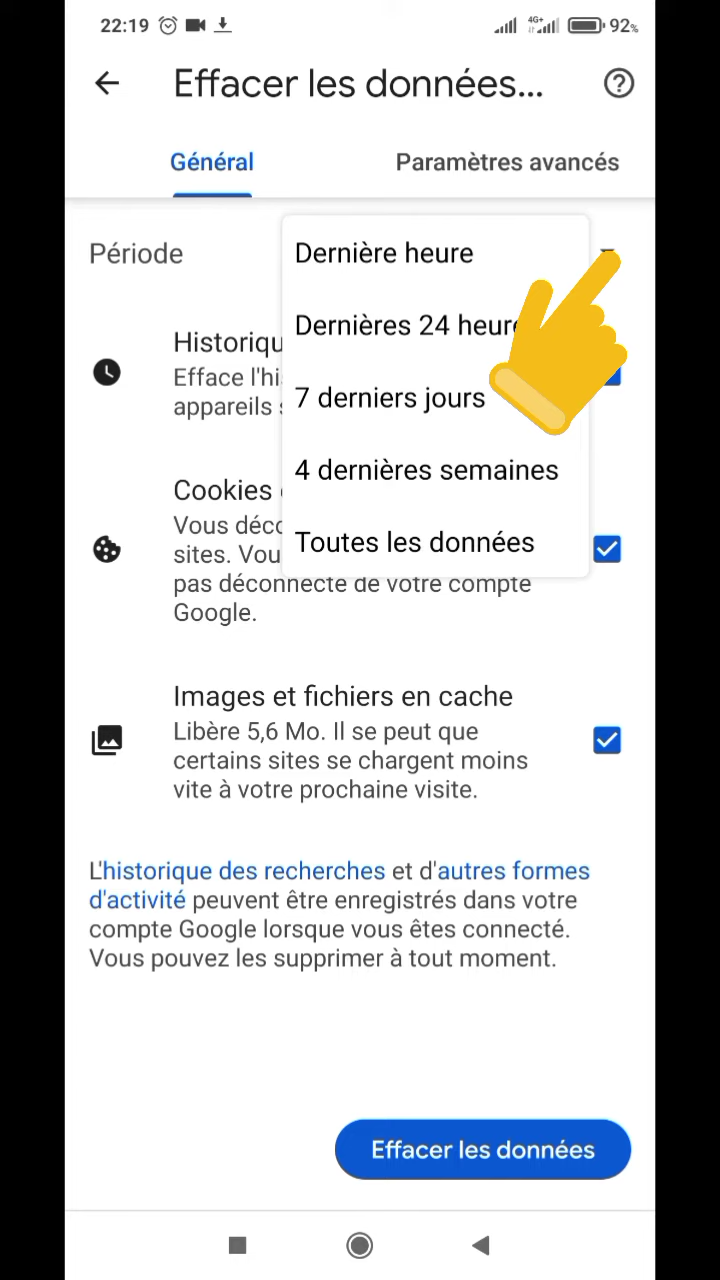 22:19 4G+ 92%
Effacer les données...
Général Paramètres avancés
Période
Dernière heure
Dernières 24 heure
7 derniers jours
4 dernières semaines
Toutes les données
Historiqu
Efface l'hi
appareils
Cookies
Vous déco
sites. Vou
pas déconnecté de votre compte
Google.
Images et fichiers en cache
Libère 5,6 Mo. Il se peut que
certains sites se chargent moins
vite à votre prochaine visite.
L'historique des recherches et d'autres formes
d'activité peuvent être enregistrés dans votre
compte Google lorsque vous êtes connecté.
Vous pouvez les supprimer à tout moment.
Effacer les données